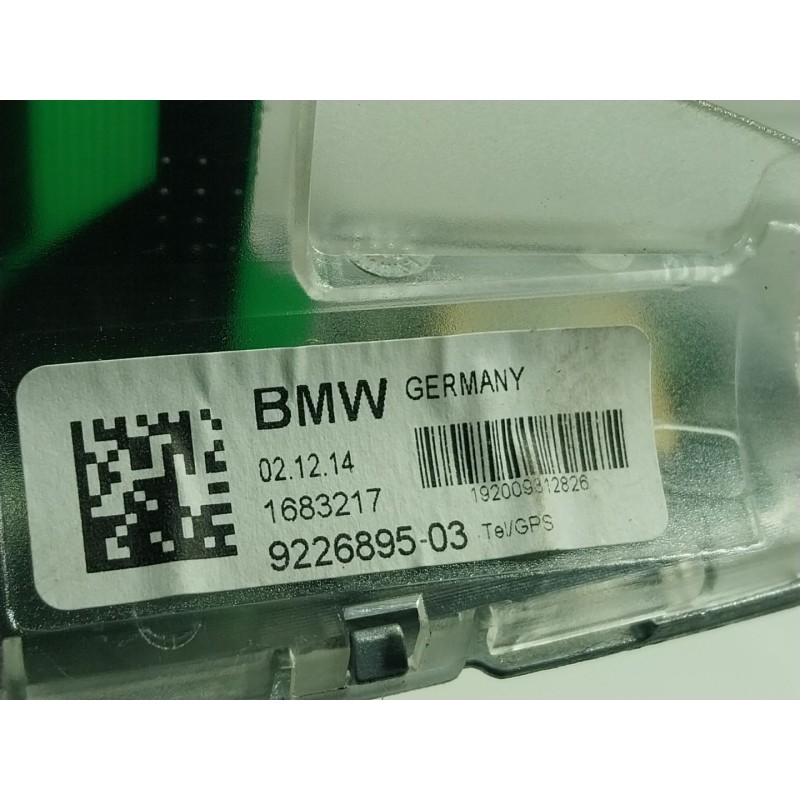 BMW GERMANY
02.12.14
1683217
192009312826
9226895-03 Tel/GPS